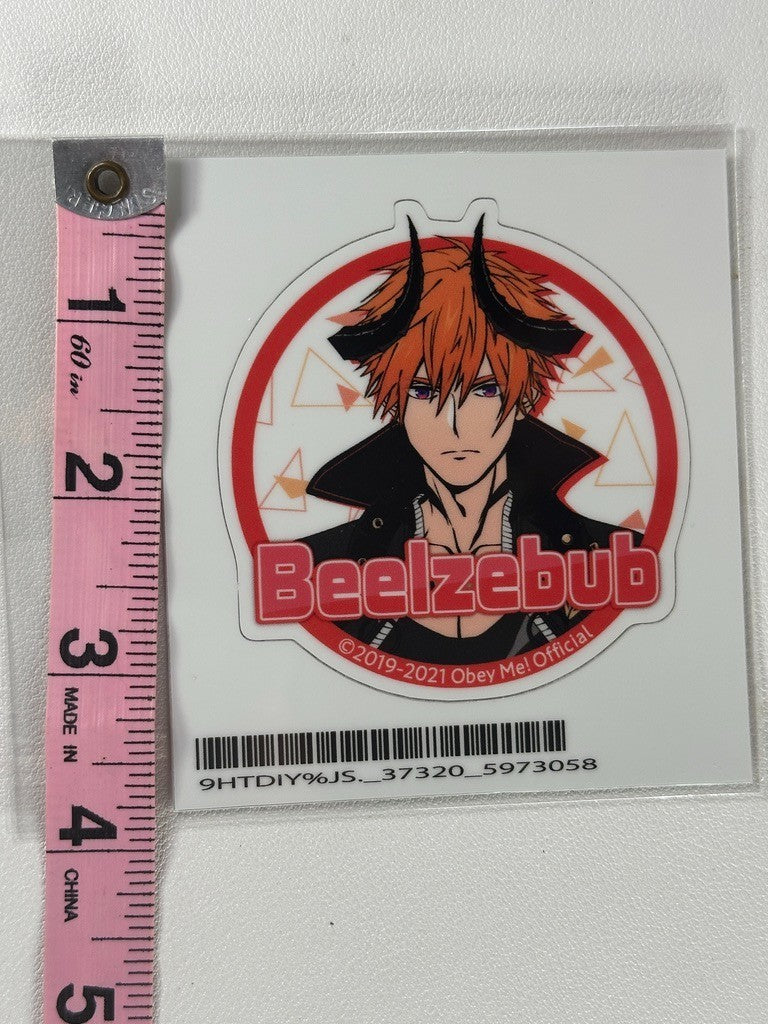 SINGER
1
60 in
2
3
MADE IN
4
CHINA
5
Beelzebub
©2019-2021 Obey Me! Official
9HTDIY%JS._37320_5973058